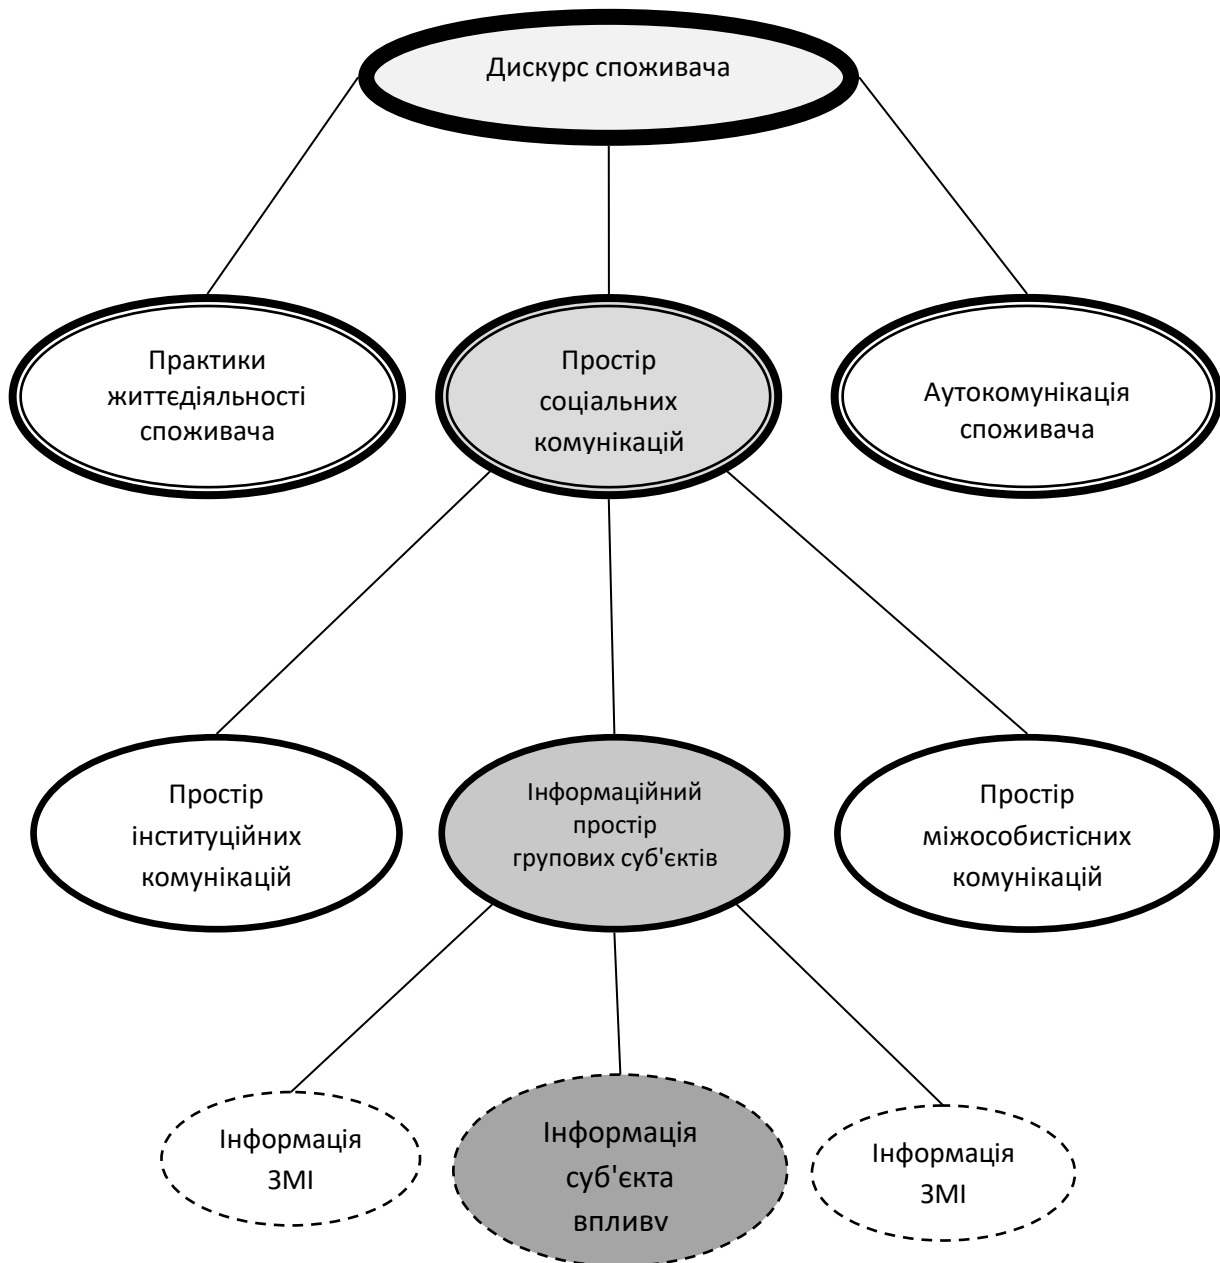 Дискурс споживача
Практики
життєдіяльності
споживача
Простір
соціальних
комунікацій
Аутокомунікація
споживача
Простір
інституційних
комунікацій
Інформаційний
простір
групових суб'єктів
Простір
міжособистісних
комунікацій
Інформація
ЗМІ
Інформація
суб'єкта
впливу
Інформація
ЗМІ